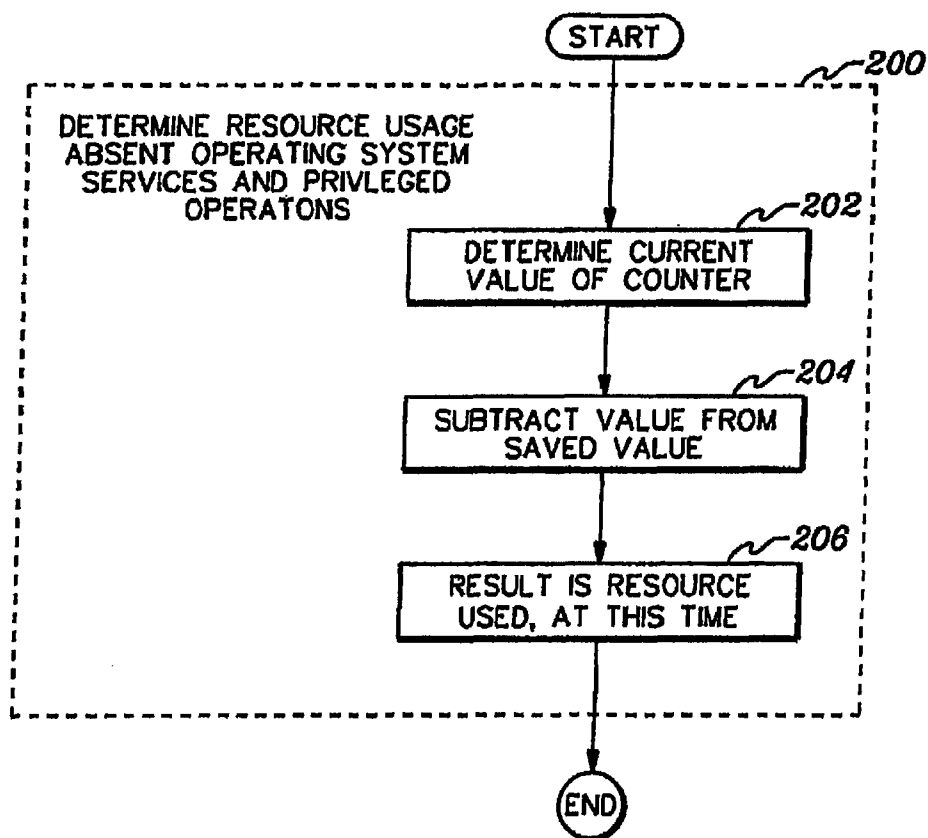 START
200
DETERMINE RESOURCE USAGE
ABSENT OPERATING SYSTEM
SERVICES AND PRIVLEGED
OPERATONS
202
DETERMINE CURRENT
VALUE OF COUNTER
204
SUBTRACT VALUE FROM
SAVED VALUE
206
RESULT IS RESOURCE
USED, AT THIS TIME
END